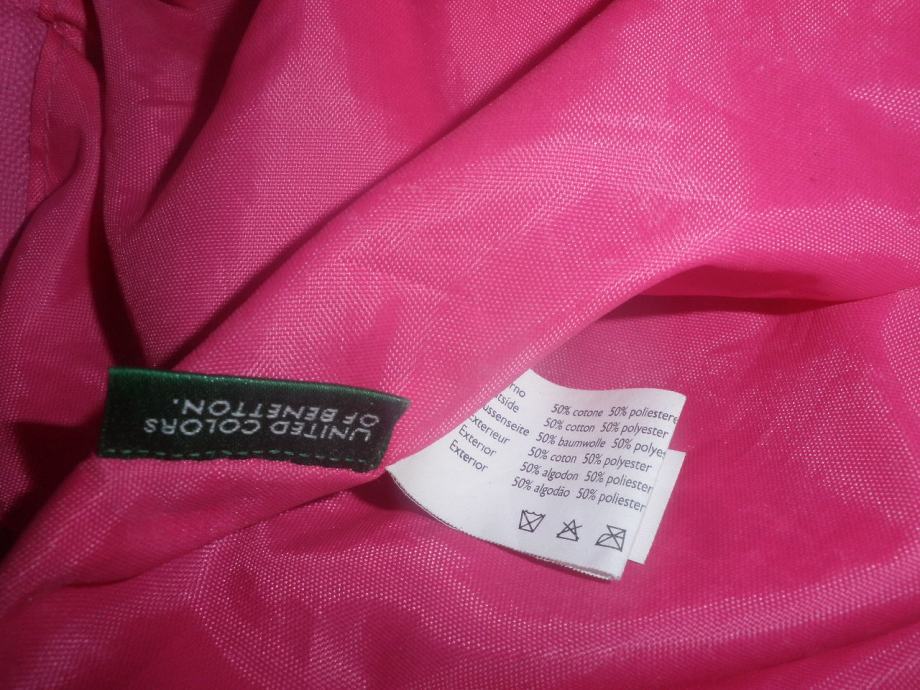 UNITED COLORS
OF BENETTON.
rno 50% cotone 50% poliestere
tside 50% cotton 50% polyester
ussenseite 50% baumwolle 50% polyes
Exterieur 50% coton 50% polyester
Exterior 50% algodon 50% poliester
Exterior 50% algodão 50% poliester